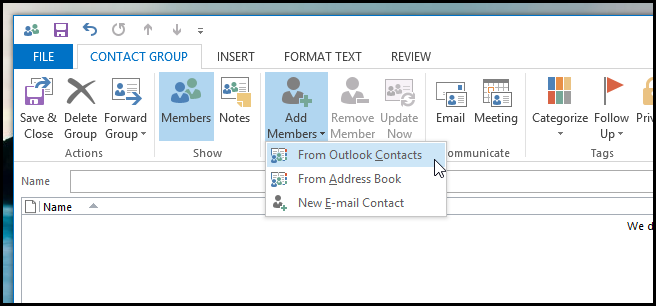 FILE CONTACT GROUP INSERT FORMAT TEXT REVIEW
Save & Close
Delete Group
Forward Group
Members
Notes
Add Members
Remove Member
Update Now
Email
Meeting
Categorize
Follow Up
Actions
Show
Tags
From Outlook Contacts
From Address Book
New E-mail Contact
Name
Name
We d